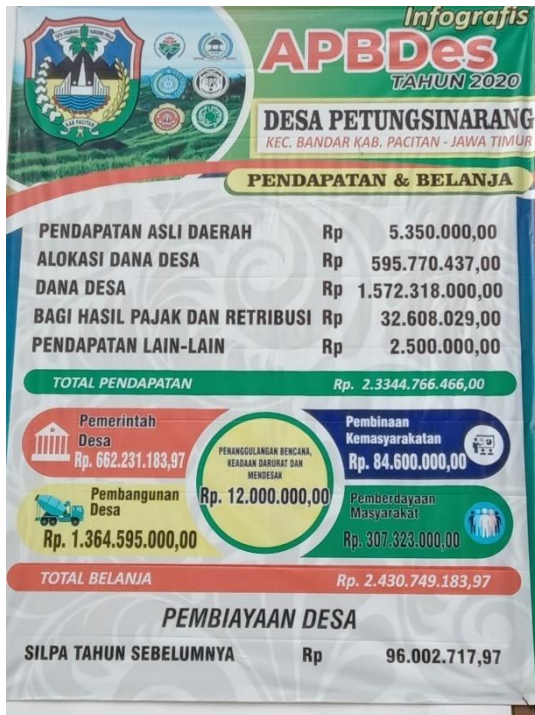 Infografis
APBDes
TAHUN 2020
DESA PETUNGSINARANG
KEC. BANDAR KAB. PACITAN - JAWA TIMUR
PENDAPATAN & BELANJA
KAB. PACITAN
PENDAPATAN ASLI DAERAH Rp 5.350.000,00
ALOKASI DANA DESA Rp 595.770.437,00
DANA DESA Rp 1.572.318.000,00
BAGI HASIL PAJAK DAN RETRIBUSI Rp 32.608.029,00
PENDAPATAN LAIN-LAIN Rp 2.500.000,00
TOTAL PENDAPATAN Rp. 2.3344.766.466,00
Pemerintah
Desa
Rp. 662.231.183,97
Pembangunan
Desa
Rp. 1.364.595.000,00
PENANGGULANGAN BENCANA,
KEADAAN DARURAT DAN
MENDESAK
Rp. 12.000.000,00
Pembinaan
Kemasyarakatan
Rp. 84.600.000,00
Pemberdayaan
Masyarakat
Rp. 307.323.000,00
TOTAL BELANJA Rp. 2.430.749.183,97
PEMBIAYAAN DESA
SILPA TAHUN SEBELUMNYA Rp 96.002.717,97